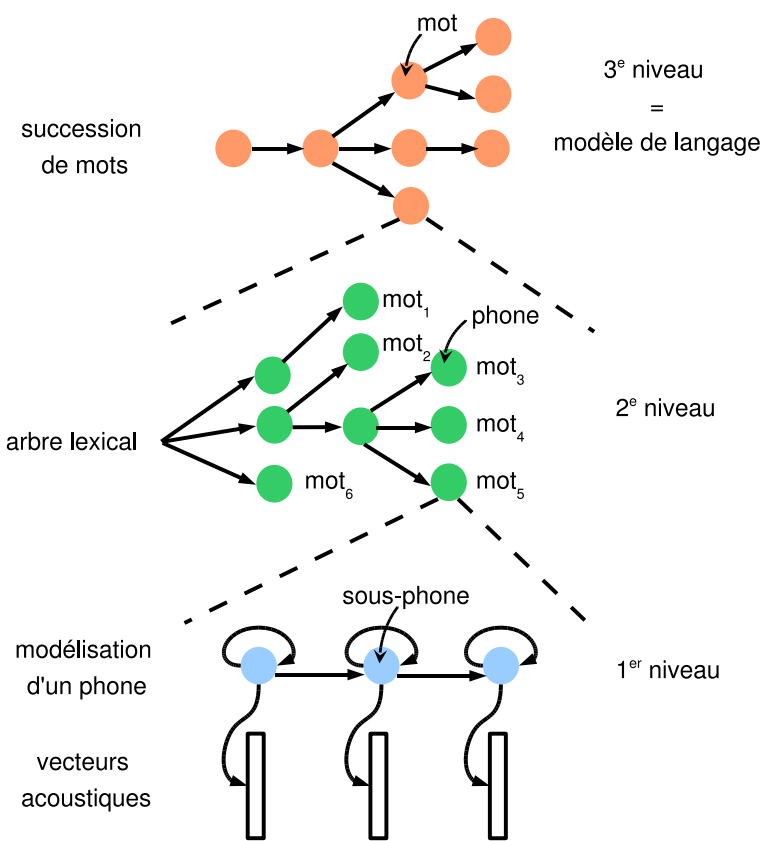 mot
3e niveau
=
modèle de langage
succession
de mots
mot1
mot2
phone
mot3
2e niveau
mot4
arbre lexical
mot6
mot5
sous-phone
modélisation
d'un phone
1er niveau
vecteurs
acoustiques